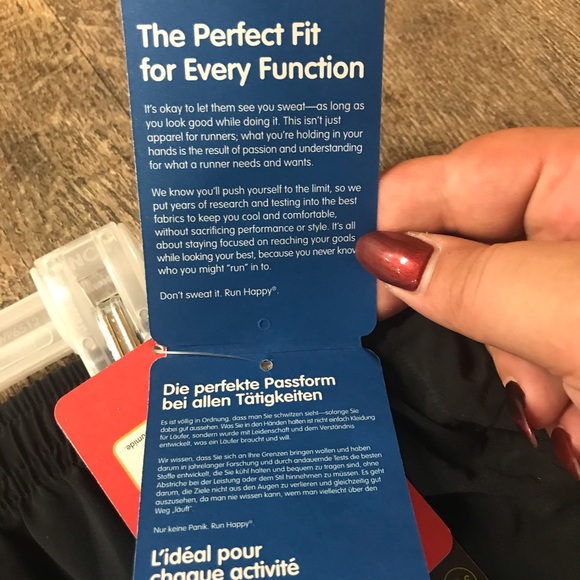 The Perfect Fit
for Every Function
It's okay to let them see you sweat—as long as
you look good while doing it. This isn't just
apparel for runners; what you're holding in your
hands is the result of passion and understanding
for what a runner needs and wants.
We know you'll push yourself to the limit, so we
put years of research and testing into the best
fabrics to keep you cool and comfortable,
without sacrificing performance or style. It's all
about staying focused on reaching your goals
while looking your best, because you never know
who you might "run" in to.
Don't sweat it. Run Happy®.
Die perfekte Passform
bei allen Tätigkeiten
Es ist völlig in Ordnung, dass man Sie schwitzen sieht—solange Sie
dabei gut aussehen. Was Sie in den Händen halten ist nicht einfach Kleidung
für Läufer, sondern wurde mit Leidenschaft und dem Verständnis
entwickelt, was ein Läufer braucht und will.
Wir wissen, dass Sie sich an Ihre Grenzen bringen wollen und haben
darum in jahrelanger Forschung und durch andauernde Tests die besten
Stoffe entwickelt, die Sie kühl halten und bequem zu tragen sind, ohne
Abstriche bei der Leistung oder dem Stil hinnehmen zu müssen. Es geht
darum, die Ziele nicht aus den Augen zu verlieren und gleichzeitig gut
auszusehen, da man nie wissen kann, wem man vielleicht über den
Weg „läuft".
Nur keine Panik. Run Happy®.
L'idéal pour
chaque activité